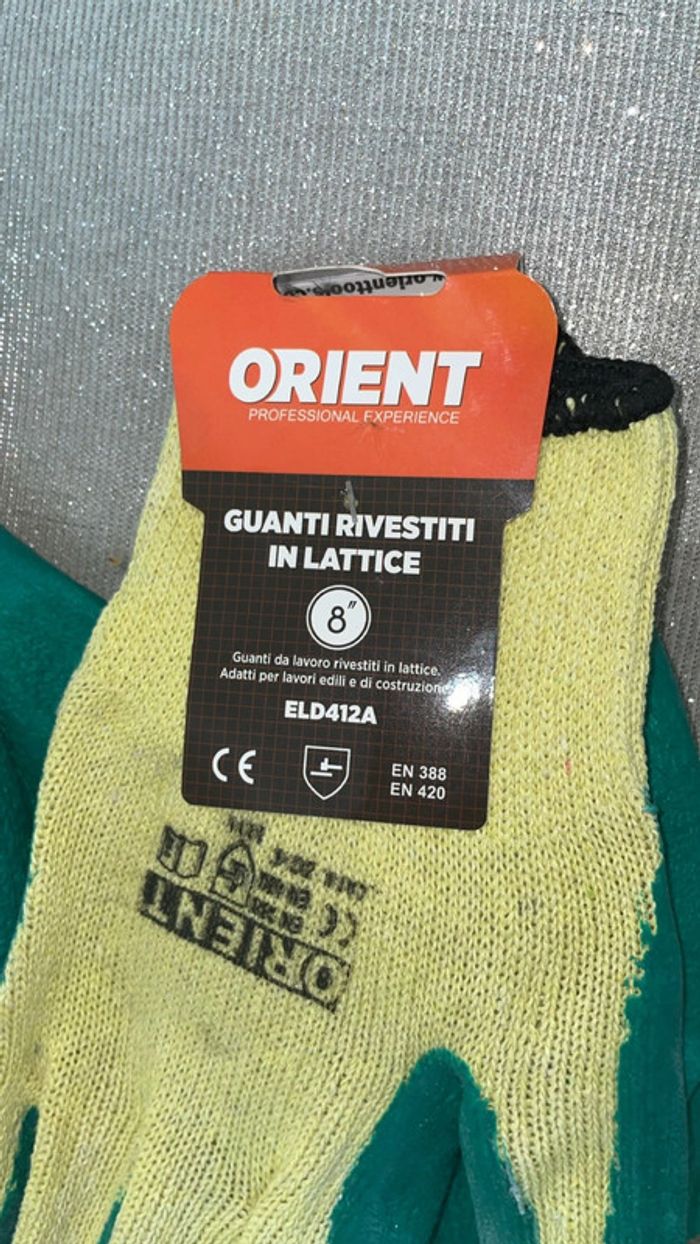 ORIENT
PROFESSIONAL EXPERIENCE
GUANTI RIVESTITI
IN LATTICE
8"
Guanti da lavoro rivestiti in lattice.
Adatti per lavori edili e di costruzione
ELD412A
CE
EN 388
EN 420
ORIENT
CE